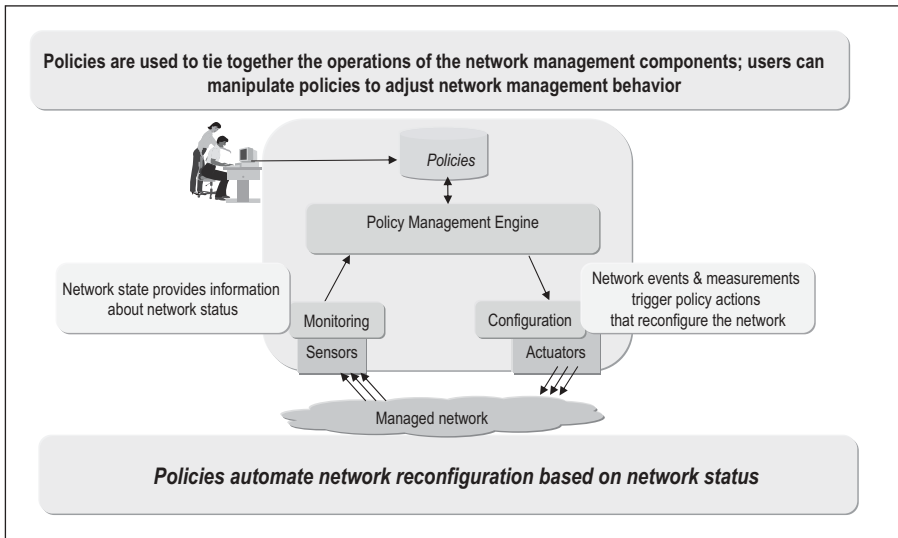 Policies are used to tie together the operations of the network management components; users can
manipulate policies to adjust network management behavior
Policies
Policy Management Engine
Network state provides information
about network status
Network events & measurements
trigger policy actions
that reconfigure the network
Monitoring
Configuration
Sensors
Actuators
Managed network
Policies automate network reconfiguration based on network status